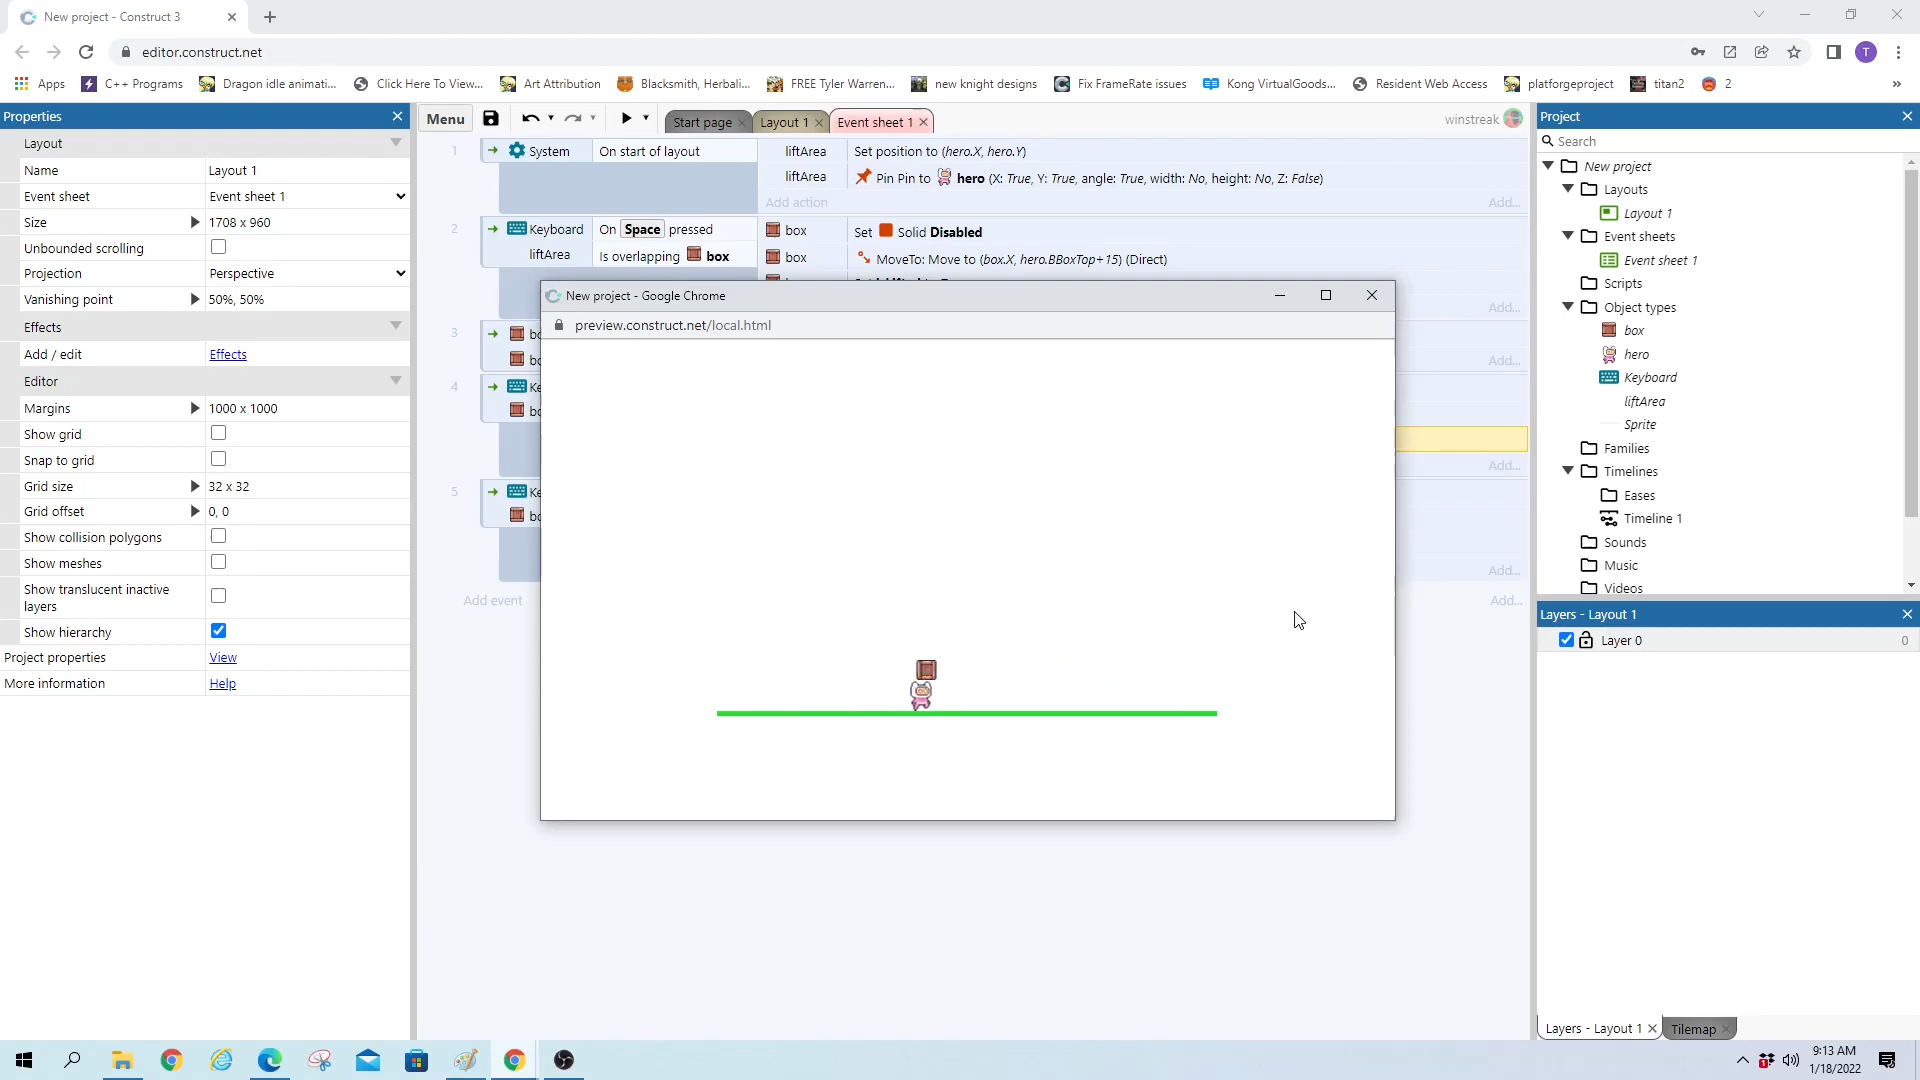 New project - Construct 3
editor.construct.net
T
Apps
C++ Programs
Dragon idle animati...
Click Here To View...
Art Attribution
Blacksmith, Herbali...
FREE Tyler Warren...
new knight designs
Fix FrameRate issues
Kong VirtualGoods...
Resident Web Access
platforgeproject
titan2
2
»
Properties
Layout
Name Layout 1
Event sheet Event sheet 1
Size 1708 x 960
Unbounded scrolling
Projection Perspective
Vanishing point 50%, 50%
Effects
Add / edit Effects
Editor
Margins 1000 x 1000
Show grid
Snap to grid
Grid size 32 x 32
Grid offset 0, 0
Show collision polygons
Show meshes
Show translucent inactive
layers
Show hierarchy
Project properties View
More information Help
Menu
Start page
Layout 1
Event sheet 1
winstreak
1 System On start of layout
liftArea Set position to (hero.X, hero.Y)
liftArea Pin Pin to hero (X: True, Y: True, angle: True, width: No, height: No, Z: False)
Add action Add...
2 Keyboard On Space pressed
liftArea Is overlapping box
box Set Solid Disabled
box MoveTo: Move to (box.X, hero.BBoxTop+15) (Direct)
Add...
3
Add...
4 Ke
Add...
5 Ke
Add...
Add event Add...
New project - Google Chrome
preview.construct.net/local.html
Project
Search
New project
Layouts
Layout 1
Event sheets
Event sheet 1
Scripts
Object types
box
hero
Keyboard
liftArea
Sprite
Families
Timelines
Eases
Timeline 1
Sounds
Music
Videos
Layers - Layout 1
Layer 0 0
Layers - Layout 1
Tilemap
9:13 AM
1/18/2022